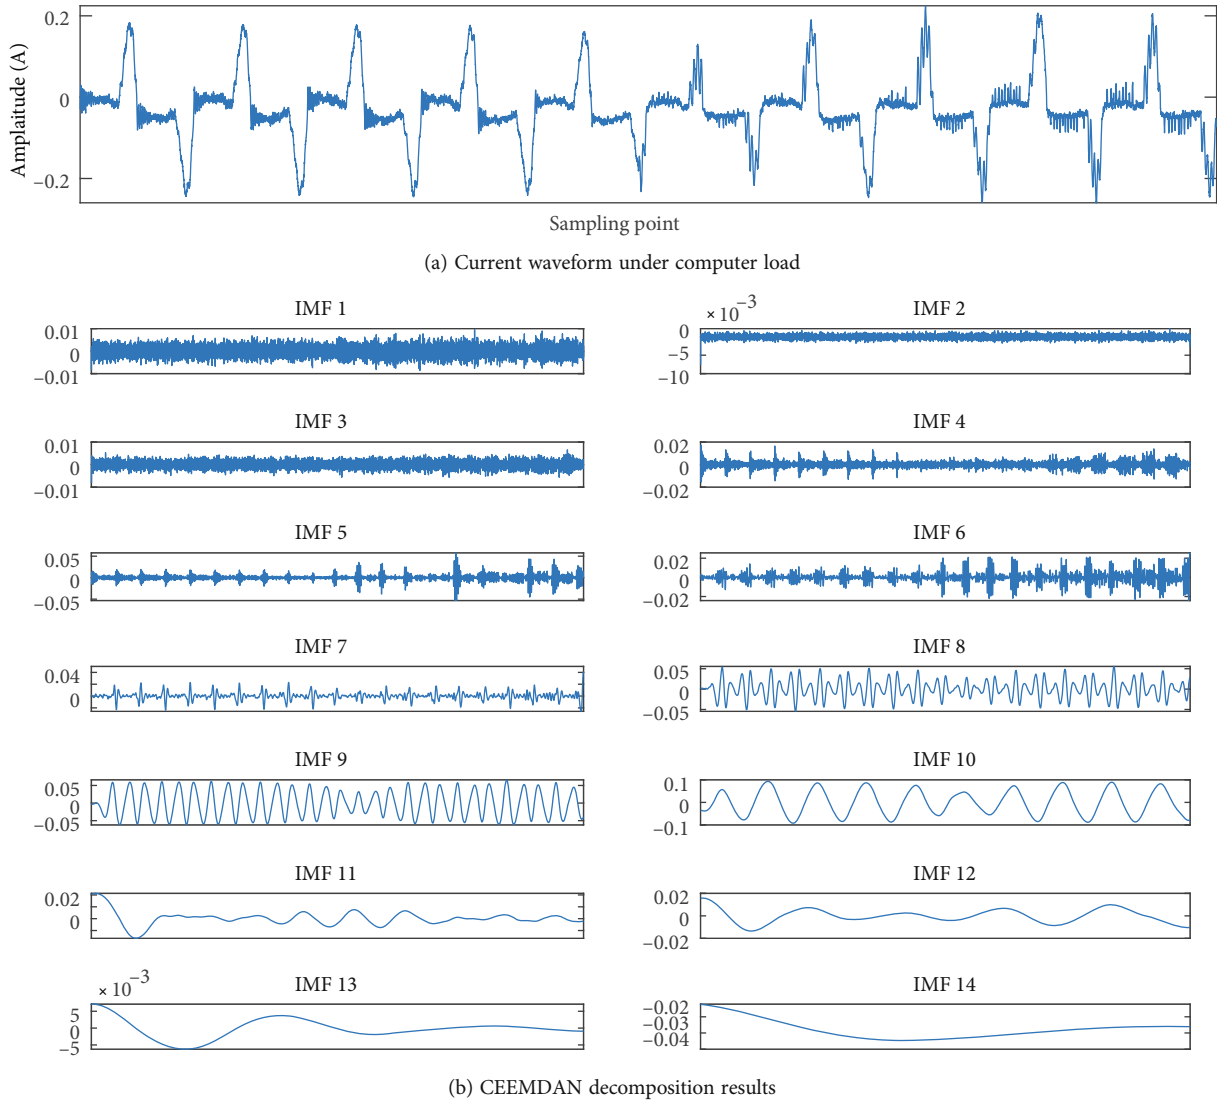 0.2
0
−0.2
Amplaitude (A)
Sampling point
(a) Current waveform under computer load
IMF 1
0.01
0
−0.01
IMF 2
× 10−3
0
−5
−10
IMF 3
0.01
0
−0.01
IMF 4
0.02
0
−0.02
IMF 5
0.05
0
−0.05
IMF 6
0.02
0
−0.02
IMF 7
0.04
0
IMF 8
0.05
0
−0.05
IMF 9
0.05
0
−0.05
IMF 10
0.1
0
−0.1
IMF 11
0.02
0
IMF 12
0.02
0
−0.02
IMF 13
× 10−3
5
0
−5
IMF 14
−0.02
−0.03
−0.04
(b) CEEMDAN decomposition results